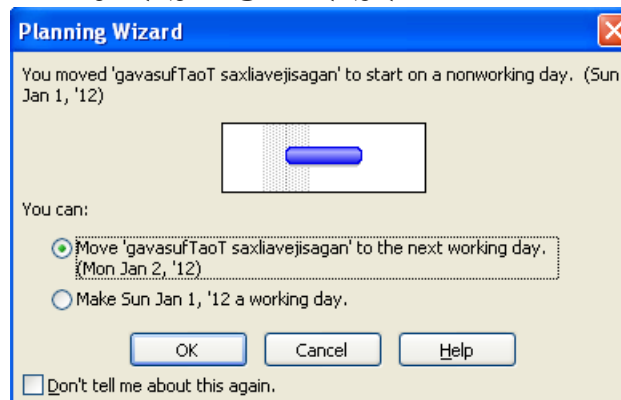 Planning Wizard
You moved 'gavasufTaoT saxliavejisagan' to start on a nonworking day. (Sun
Jan 1, '12)
You can:
Move 'gavasufTaoT saxliavejisagan' to the next working day.
(Mon Jan 2, '12)
Make Sun Jan 1, '12 a working day.
OK Cancel Help
Don't tell me about this again.